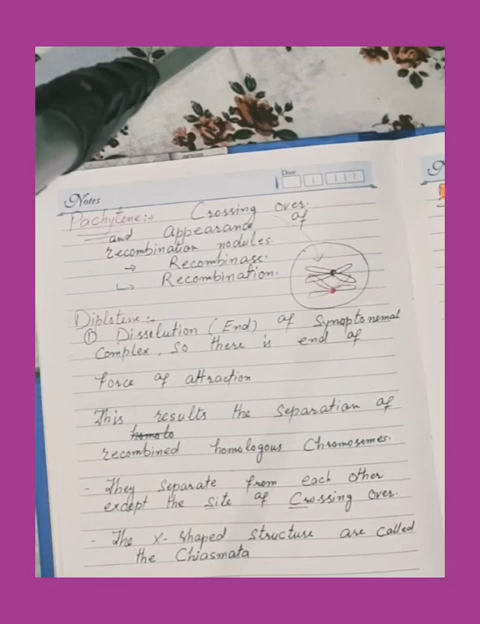 Notes
Date
Pachytene:- Crossing over
and Appearance of
recombination nodules
→ Recombinase.
↳ Recombination.
Diplotene:-
① Dissolution (End) of Synoptonemal
Complex, so there is end of
force of attraction
This results the separation of
homo to
recombined homologous Chromosomes.
- They separate from each other
except the site of Crossing over.
- The X-shaped structure are called
the Chiasmata